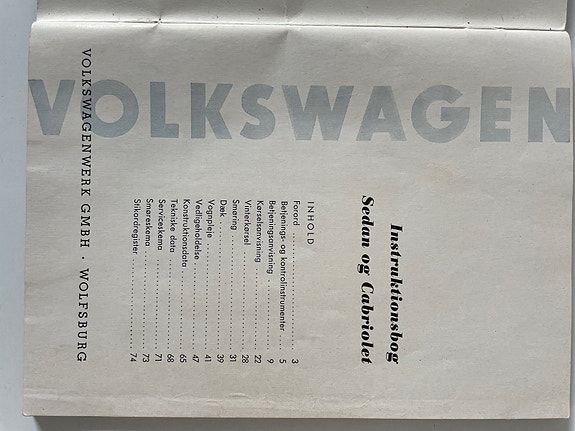 VOLKSWAGEN
Instruktionsbog
Sedan og Cabriolet
INHOLD
Forord . . . . . . . . . . . . . . . . . . . . 3
Betjenings- og kontrolinstrumenter . . . . 5
Betjeningsanvisning . . . . . . . . . . 9
Kørselsanvisning . . . . . . . . . . 22
Vinterkørsel . . . . . . . . . . . . 28
Smøring . . . . . . . . . . . . . . 31
Dæk . . . . . . . . . . . . . . . . 39
Vognpleje . . . . . . . . . . . . . 41
Vedligeholdelse . . . . . . . . . . 47
Konstruktionsdata . . . . . . . . . 65
Tekniske data . . . . . . . . . . . 68
Serviceskema . . . . . . . . . . . 71
Smøreskema . . . . . . . . . . . . 73
Stikordregister . . . . . . . . . . 74
VOLKSWAGENWERK GMBH · WOLFSBURG